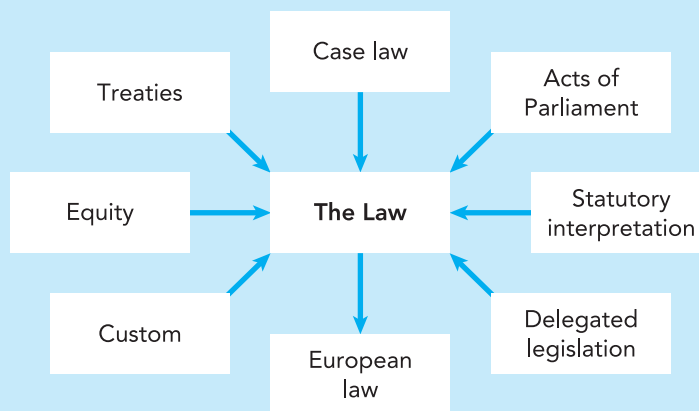 Case law
Treaties
Acts of
Parliament
Equity
The Law
Statutory
interpretation
Custom
Delegated
legislation
European
law